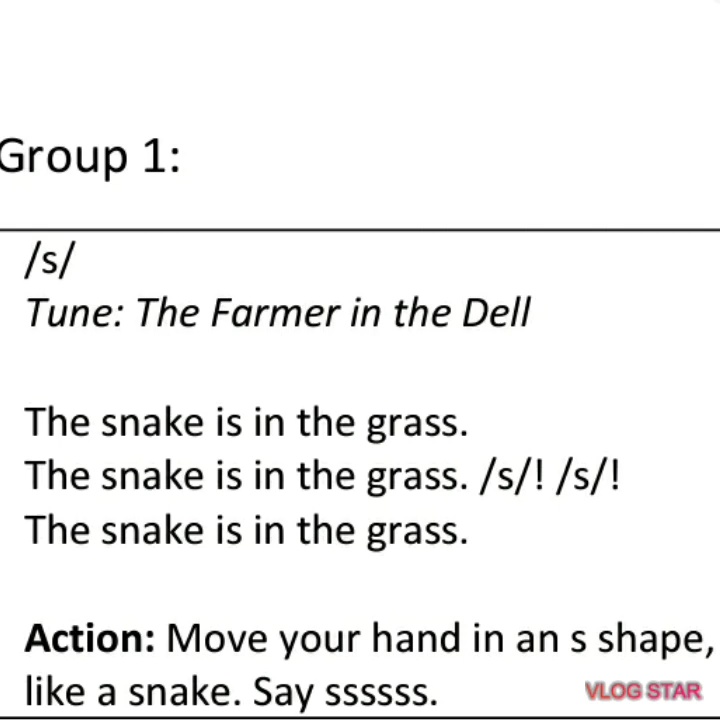 Group 1:
/s/
Tune: The Farmer in the Dell
The snake is in the grass.
The snake is in the grass. /s/! /s/!
The snake is in the grass.
Action: Move your hand in an s shape,
like a snake. Say ssssss.
VLOG STAR